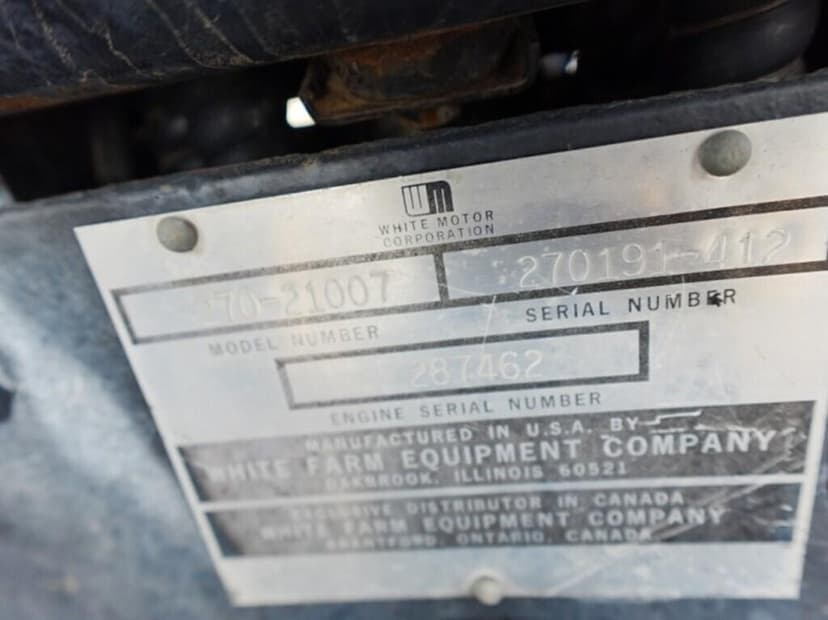 WM
WHITE MOTOR
CORPORATION
70-21007
270191-412
MODEL NUMBER
SERIAL NUMBER
287462
ENGINE SERIAL NUMBER
MANUFACTURED IN U.S.A. BY
WHITE FARM EQUIPMENT COMPANY
OAKBROOK, ILLINOIS 60521
EXCLUSIVE DISTRIBUTOR IN CANADA
WHITE FARM EQUIPMENT COMPANY
BRANTFORD, ONTARIO, CANADA